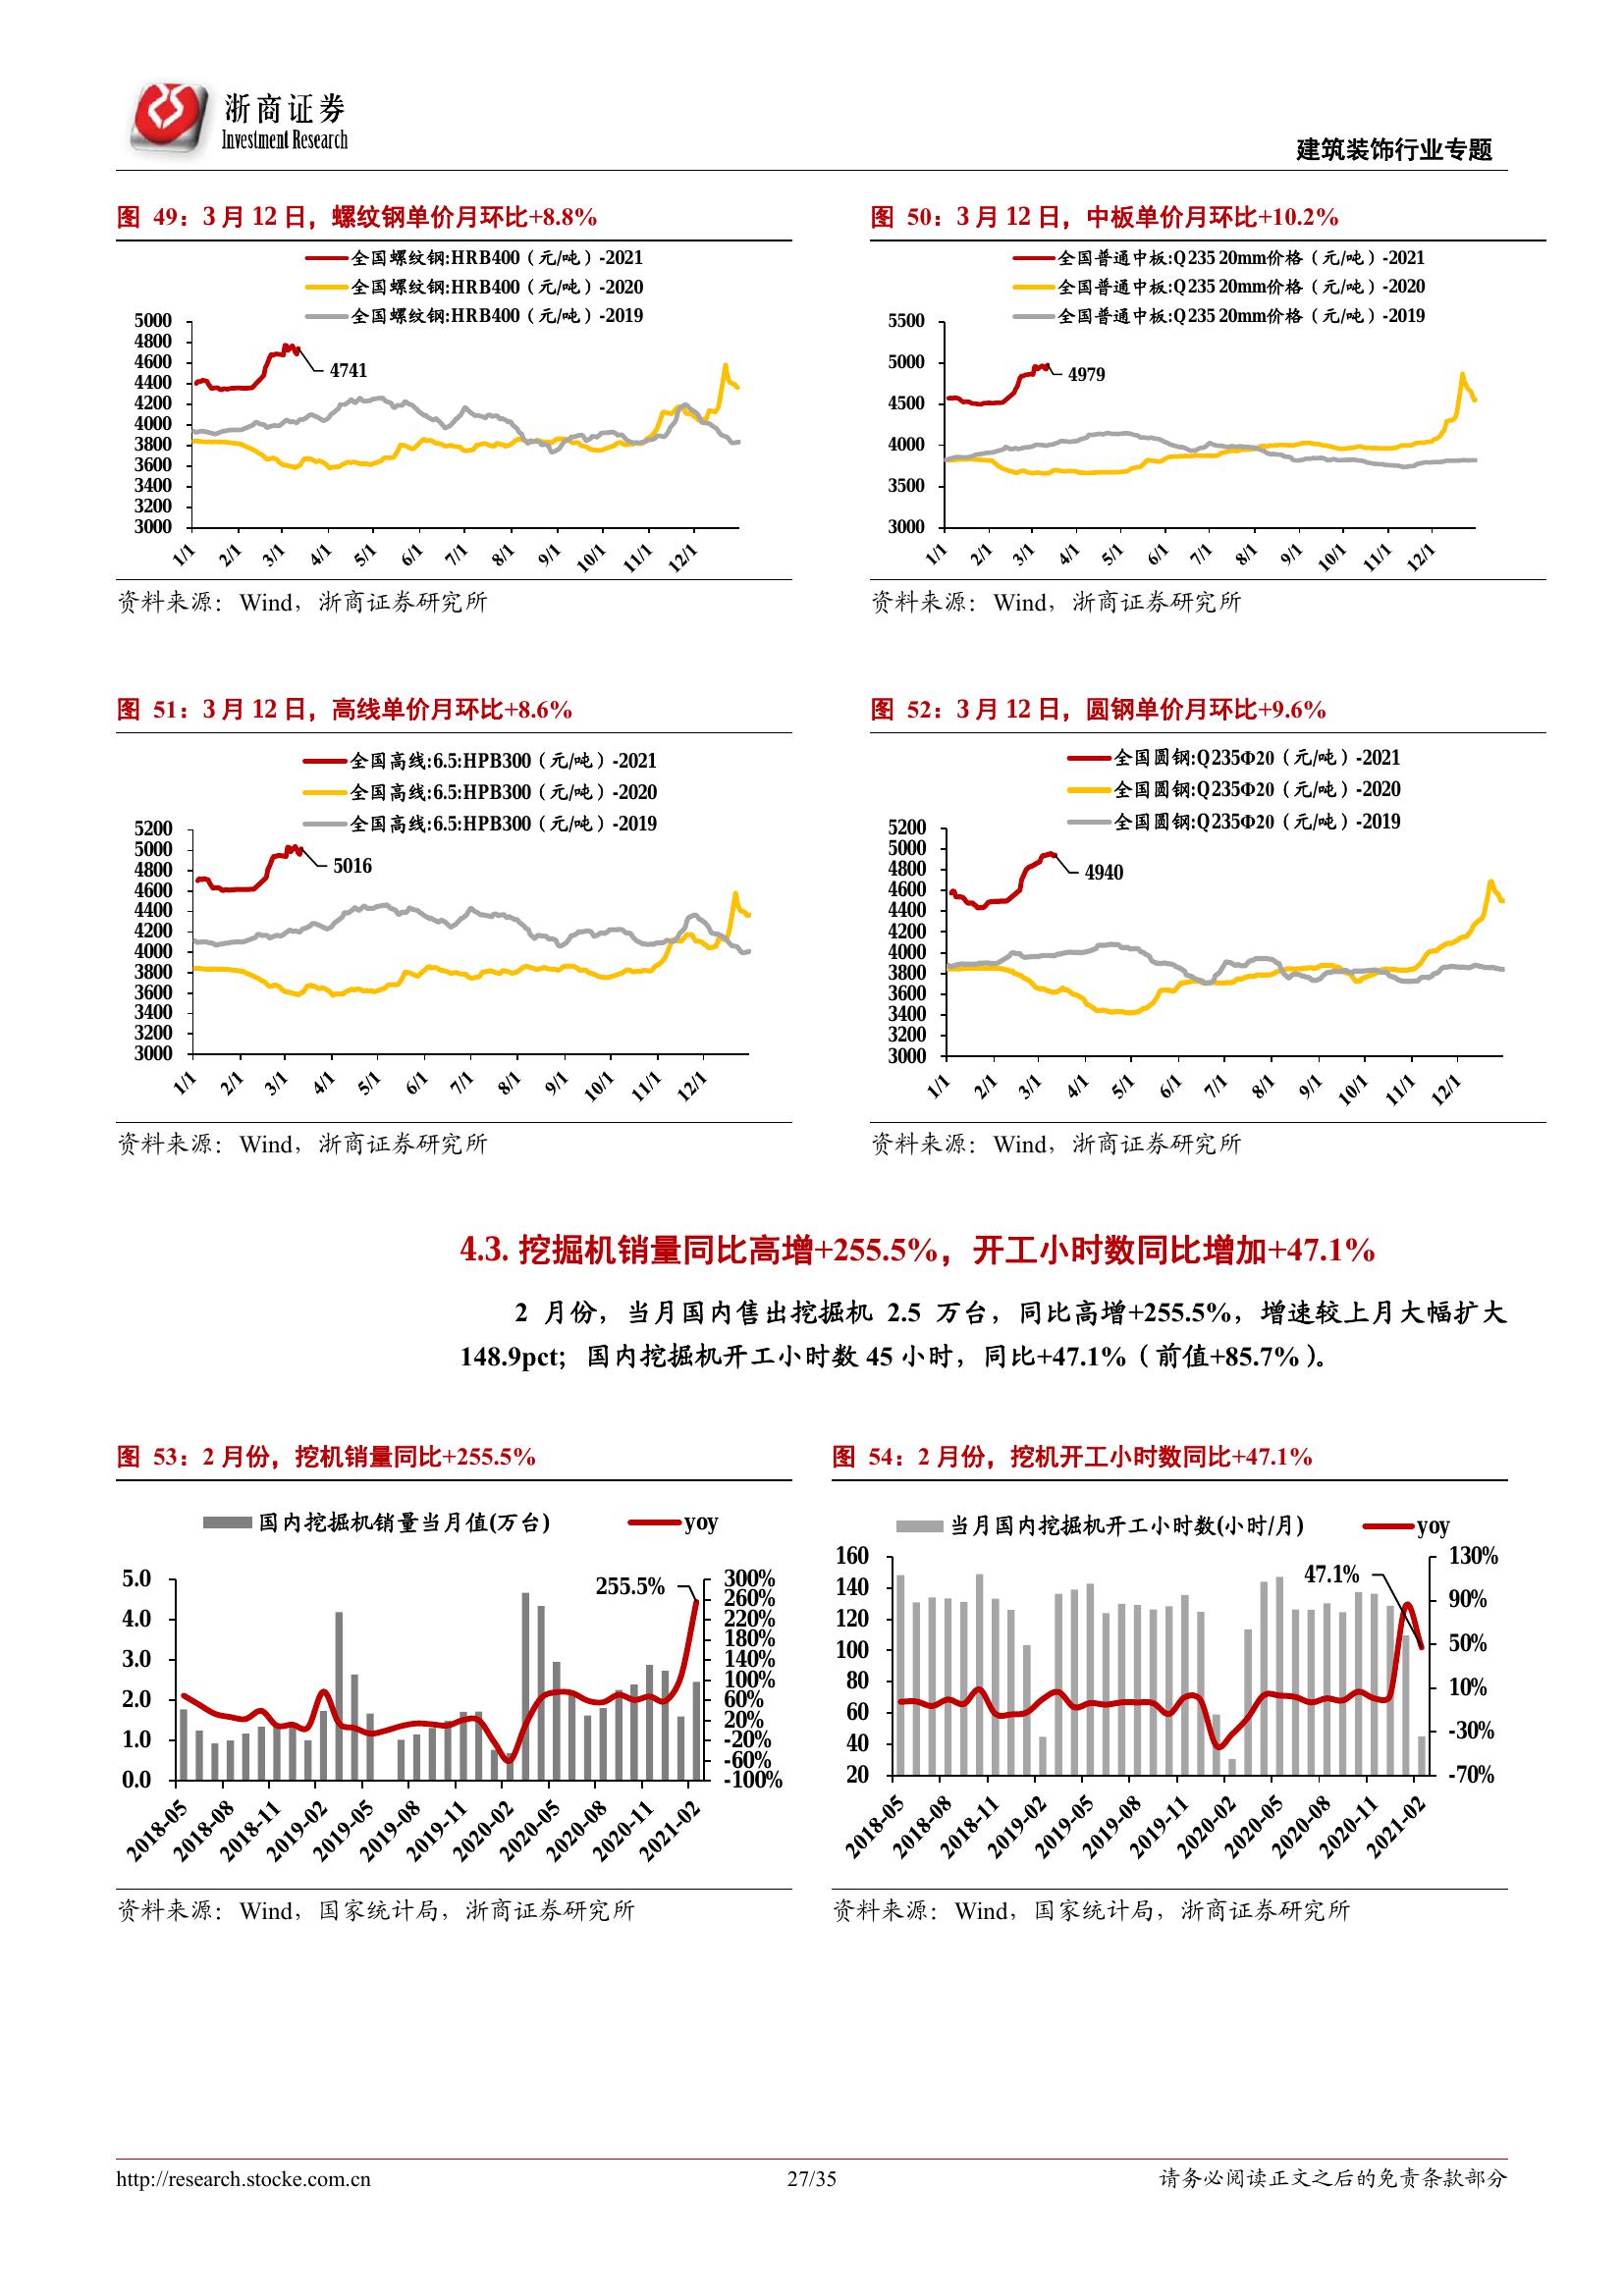 浙商证券
Investment Research
建筑装饰行业专题
图 49：3 月 12 日，螺纹钢单价月环比+8.8%
全国螺纹钢:HRB400（元/吨）-2021
全国螺纹钢:HRB400（元/吨）-2020
全国螺纹钢:HRB400（元/吨）-2019
5000
4800
4600
4400
4200
4000
3800
3600
3400
3200
3000
4741
1/1 2/1 3/1 4/1 5/1 6/1 7/1 8/1 9/1 10/1 11/1 12/1
资料来源：Wind，浙商证券研究所
图 50：3 月 12 日，中板单价月环比+10.2%
全国普通中板:Q235 20mm价格（元/吨）-2021
全国普通中板:Q235 20mm价格（元/吨）-2020
全国普通中板:Q235 20mm价格（元/吨）-2019
5500
5000
4500
4000
3500
3000
4979
1/1 2/1 3/1 4/1 5/1 6/1 7/1 8/1 9/1 10/1 11/1 12/1
资料来源：Wind，浙商证券研究所
图 51：3 月 12 日，高线单价月环比+8.6%
全国高线:6.5:HPB300（元/吨）-2021
全国高线:6.5:HPB300（元/吨）-2020
全国高线:6.5:HPB300（元/吨）-2019
5200
5000
4800
4600
4400
4200
4000
3800
3600
3400
3200
3000
5016
1/1 2/1 3/1 4/1 5/1 6/1 7/1 8/1 9/1 10/1 11/1 12/1
资料来源：Wind，浙商证券研究所
图 52：3 月 12 日，圆钢单价月环比+9.6%
全国圆钢:Q235Φ20（元/吨）-2021
全国圆钢:Q235Φ20（元/吨）-2020
全国圆钢:Q235Φ20（元/吨）-2019
5200
5000
4800
4600
4400
4200
4000
3800
3600
3400
3200
3000
4940
1/1 2/1 3/1 4/1 5/1 6/1 7/1 8/1 9/1 10/1 11/1 12/1
资料来源：Wind，浙商证券研究所
4.3. 挖掘机销量同比高增+255.5%，开工小时数同比增加+47.1%
2 月份，当月国内售出挖掘机 2.5 万台，同比高增+255.5%，增速较上月大幅扩大
148.9pct；国内挖掘机开工小时数 45 小时，同比+47.1%（前值+85.7%）。
图 53：2 月份，挖机销量同比+255.5%
国内挖掘机销量当月值(万台)
yoy
5.0
4.0
3.0
2.0
1.0
0.0
255.5%
300%
260%
220%
180%
140%
100%
60%
20%
-20%
-60%
-100%
2018-05 2018-08 2018-11 2019-02 2019-05 2019-08 2019-11 2020-02 2020-05 2020-08 2020-11 2021-02
资料来源：Wind，国家统计局，浙商证券研究所
图 54：2 月份，挖机开工小时数同比+47.1%
当月国内挖掘机开工小时数(小时/月)
yoy
160
140
120
100
80
60
40
20
47.1%
130%
90%
50%
10%
-30%
-70%
2018-05 2018-08 2018-11 2019-02 2019-05 2019-08 2019-11 2020-02 2020-05 2020-08 2020-11 2021-02
资料来源：Wind，国家统计局，浙商证券研究所
http://research.stocke.com.cn
27/35
请务必阅读正文之后的免责条款部分